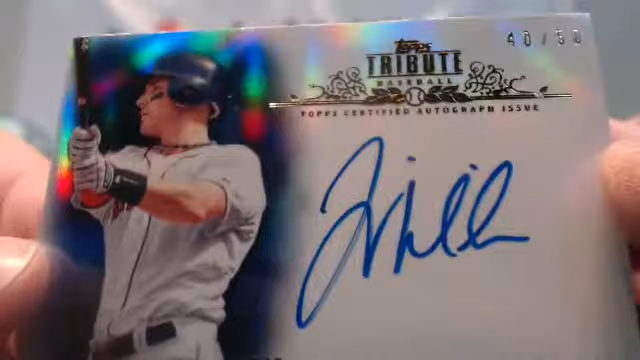 40/50
Topps
TRIBUTE
BASEBALL
TOPPS CERTIFIED AUTOGRAPH ISSUE